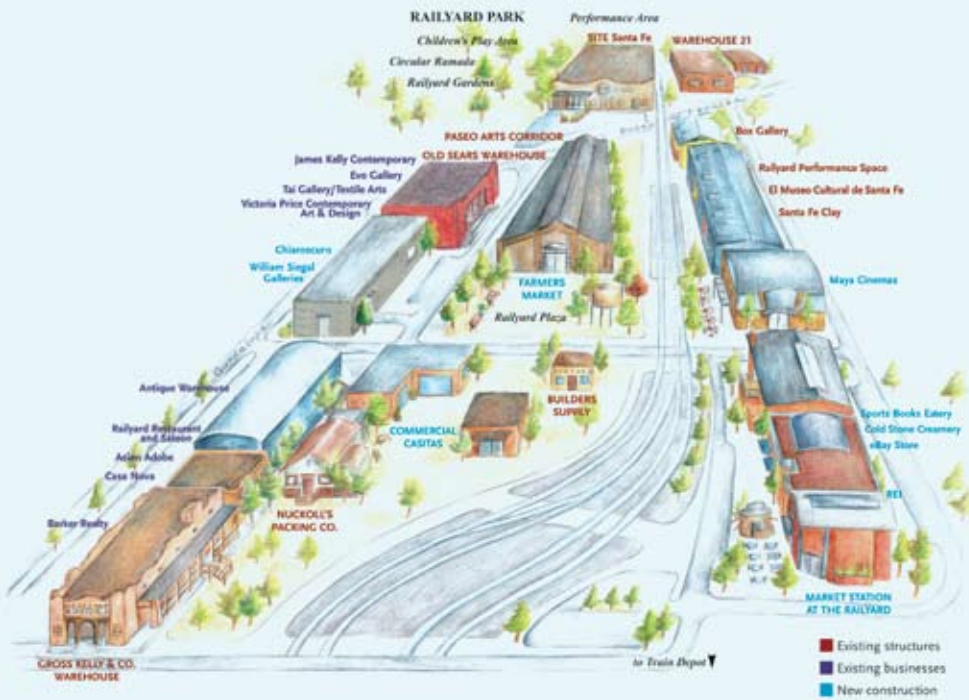 RAILYARD PARK
Performance Area
Children's Play Area
SITE Santa Fe
WAREHOUSE 21
Circular Ramada
Railyard Gardens
PASEO ARTS CORRIDOR
Box Gallery
James Kelly Contemporary
OLD SEARS WAREHOUSE
Evo Gallery
Tai Gallery/Textile Arts
Victoria Price Contemporary
Art & Design
Railyard Performance Space
El Museo Cultural de Santa Fe
Santa Fe Clay
Chiaroscuro
William Siegal
Galleries
FARMERS
MARKET
Maya Cinemas
Railyard Plaza
Antique Warehouse
BUILDERS
SUPPLY
COMMERCIAL
CASITAS
Railyard Restaurant
and Saloon
Sports Books Eatery
Cold Stone Creamery
eBay Store
Asian Adobe
Casa Nova
REI
NUCKOLL'S
PACKING CO.
Barker Realty
MARKET STATION
AT THE RAILYARD
GROSS KELLY & CO.
WAREHOUSE
to Train Depot
Existing structures
Existing businesses
New construction